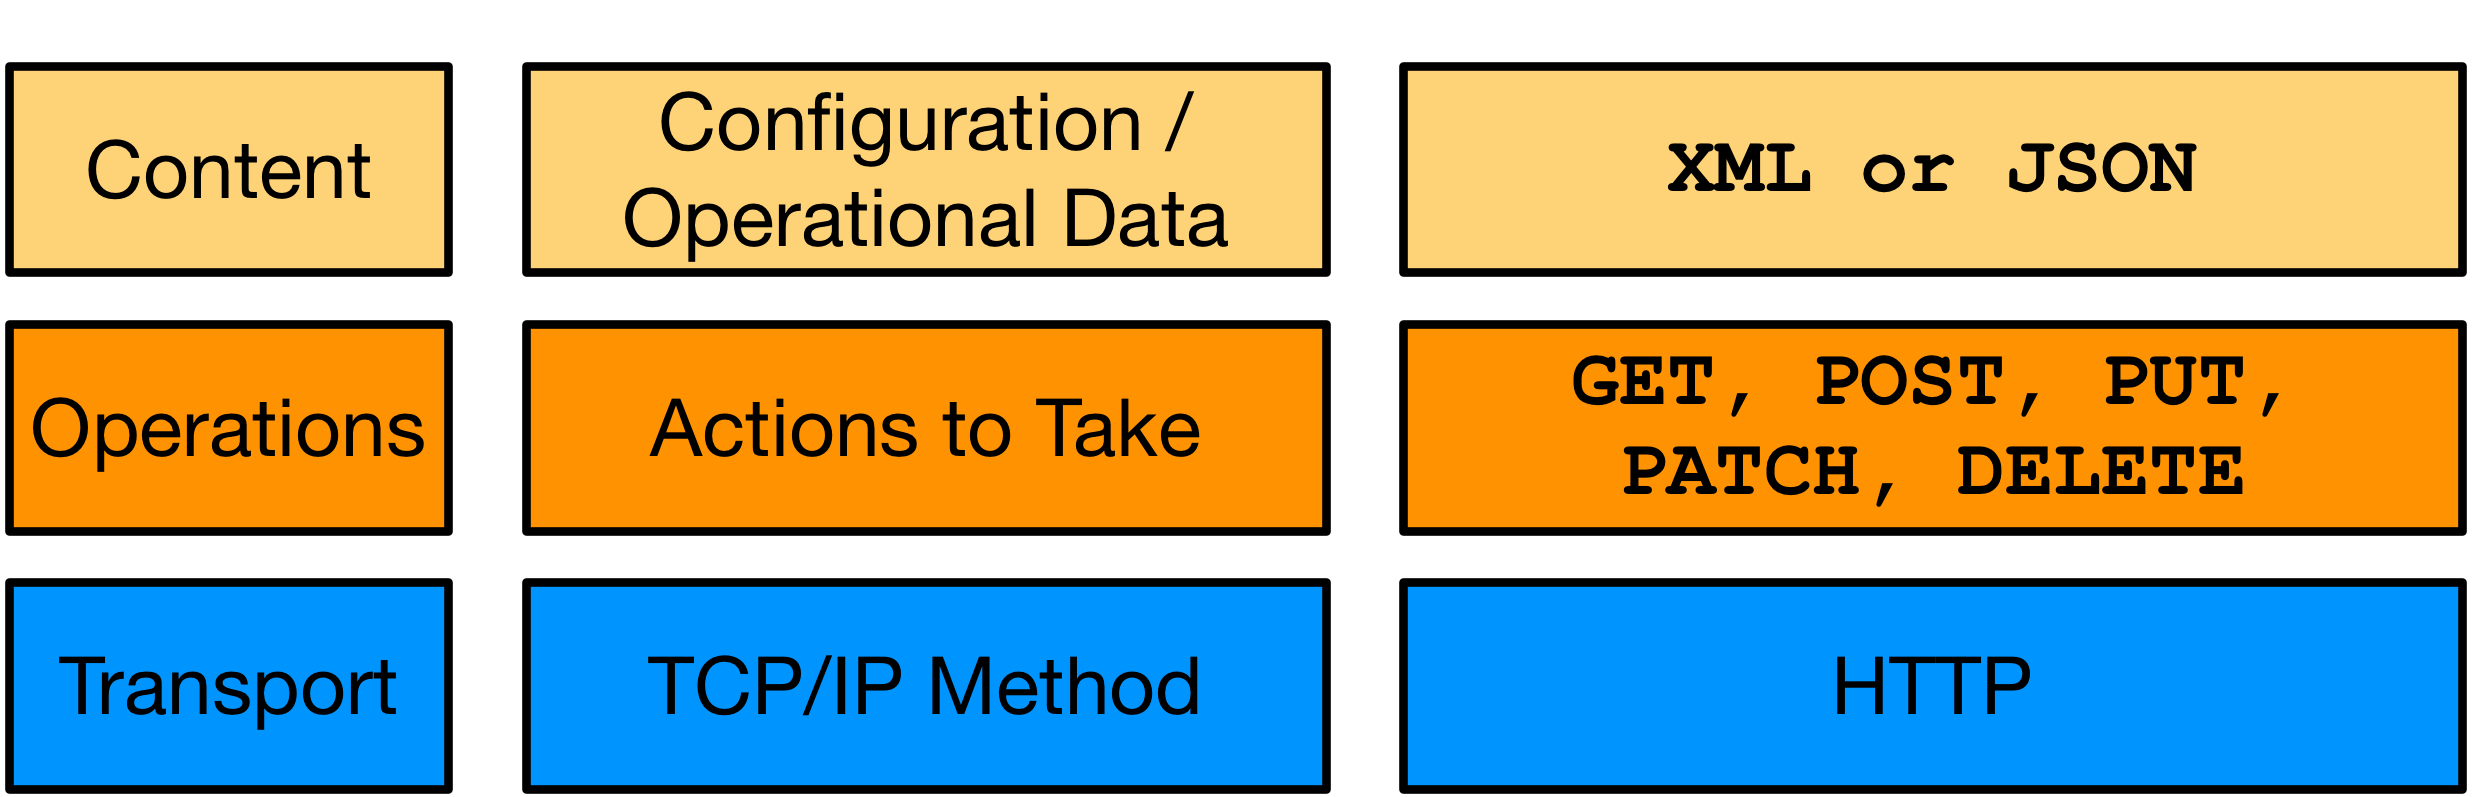 Content
Configuration /
Operational Data
XML or JSON
Operations
Actions to Take
GET, POST, PUT,
PATCH, DELETE
Transport
TCP/IP Method
HTTP